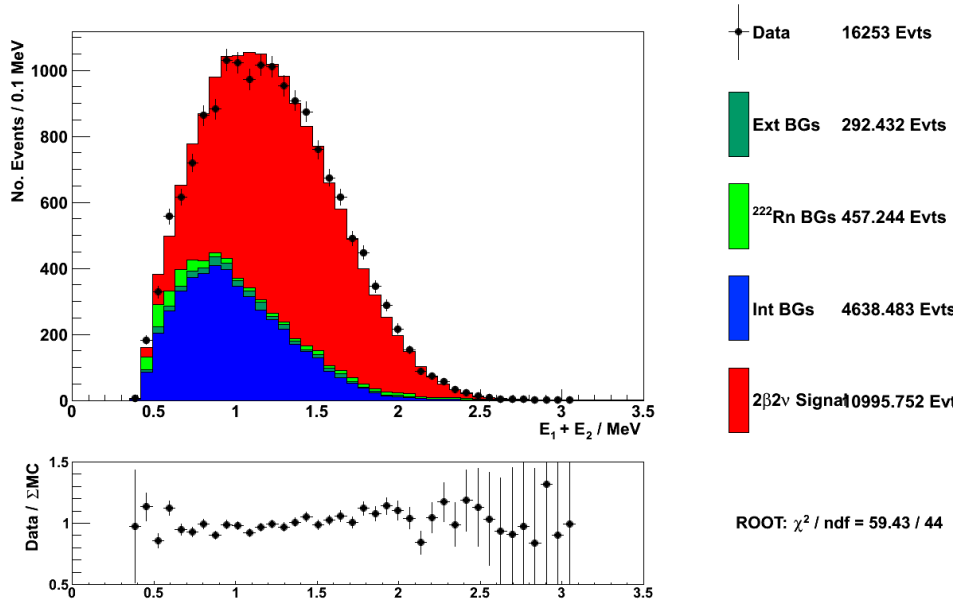 No. Events / 0.1 MeV
1000
800
600
400
200
0
0 0.5 1 1.5 2 2.5 3 3.5
E₁ + E₂ / MeV
Data 16253 Evts
Ext BGs 292.432 Evts
²²²Rn BGs 457.244 Evts
Int BGs 4638.483 Evts
2β2ν Signal 10995.752 Evt
Data / ΣMC
1.5
1
0.5
0 0.5 1 1.5 2 2.5 3 3.5
ROOT: χ² / ndf = 59.43 / 44